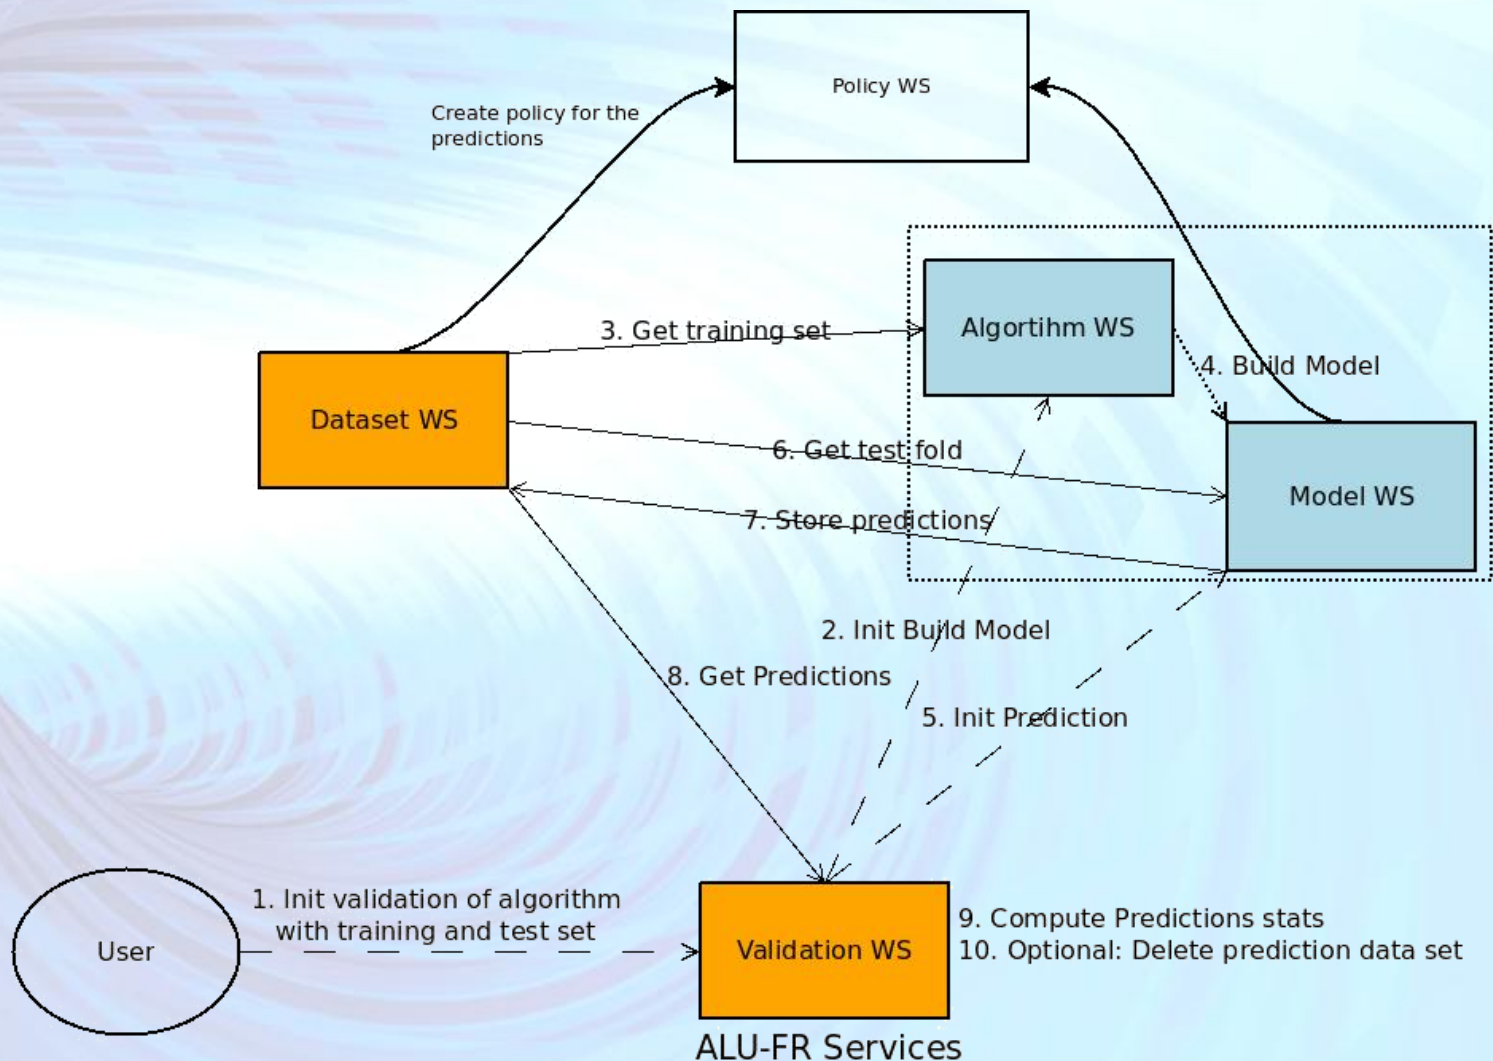 Policy WS
Create policy for the
predictions
3. Get training set
Algortihm WS
4. Build Model
Dataset WS
6. Get test fold
Model WS
7. Store predictions
2. Init Build Model
8. Get Predictions
5. Init Prediction
1. Init validation of algorithm
with training and test set
User
Validation WS
9. Compute Predictions stats
10. Optional: Delete prediction data set
ALU-FR Services